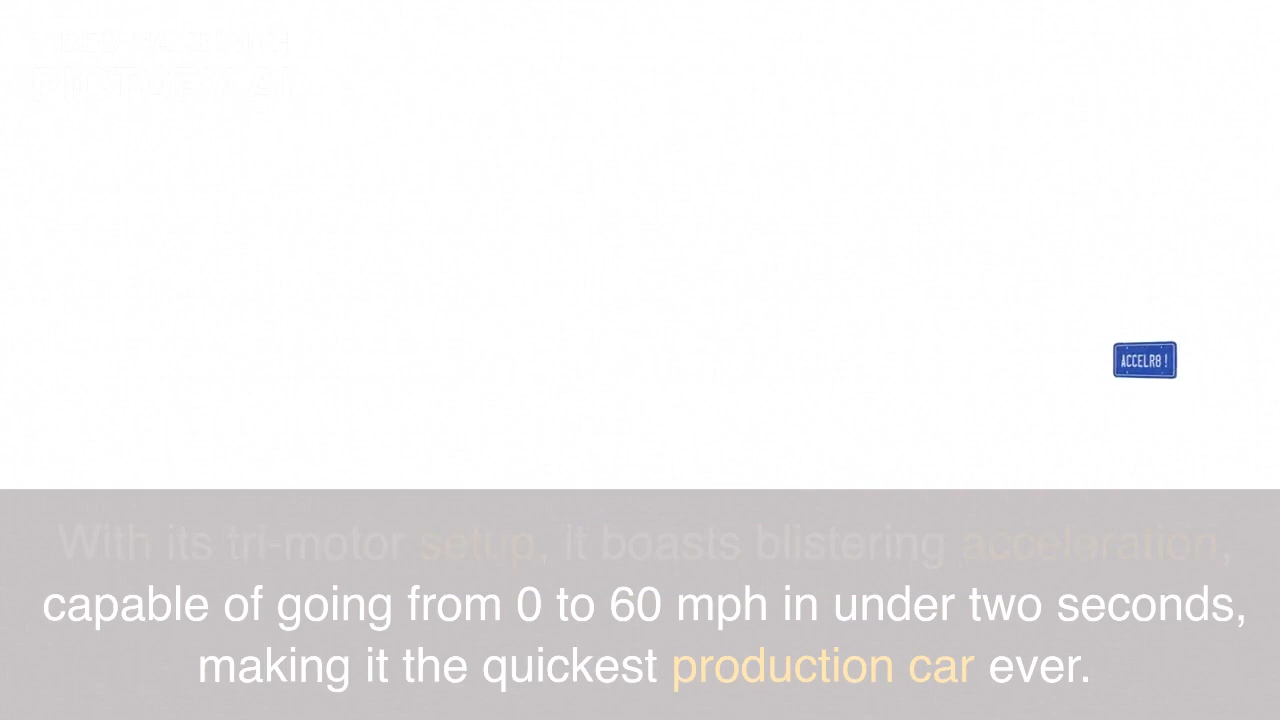 ACCELR8 !
With its tri-motor setup, it boasts blistering acceleration,
capable of going from 0 to 60 mph in under two seconds,
making it the quickest production car ever.